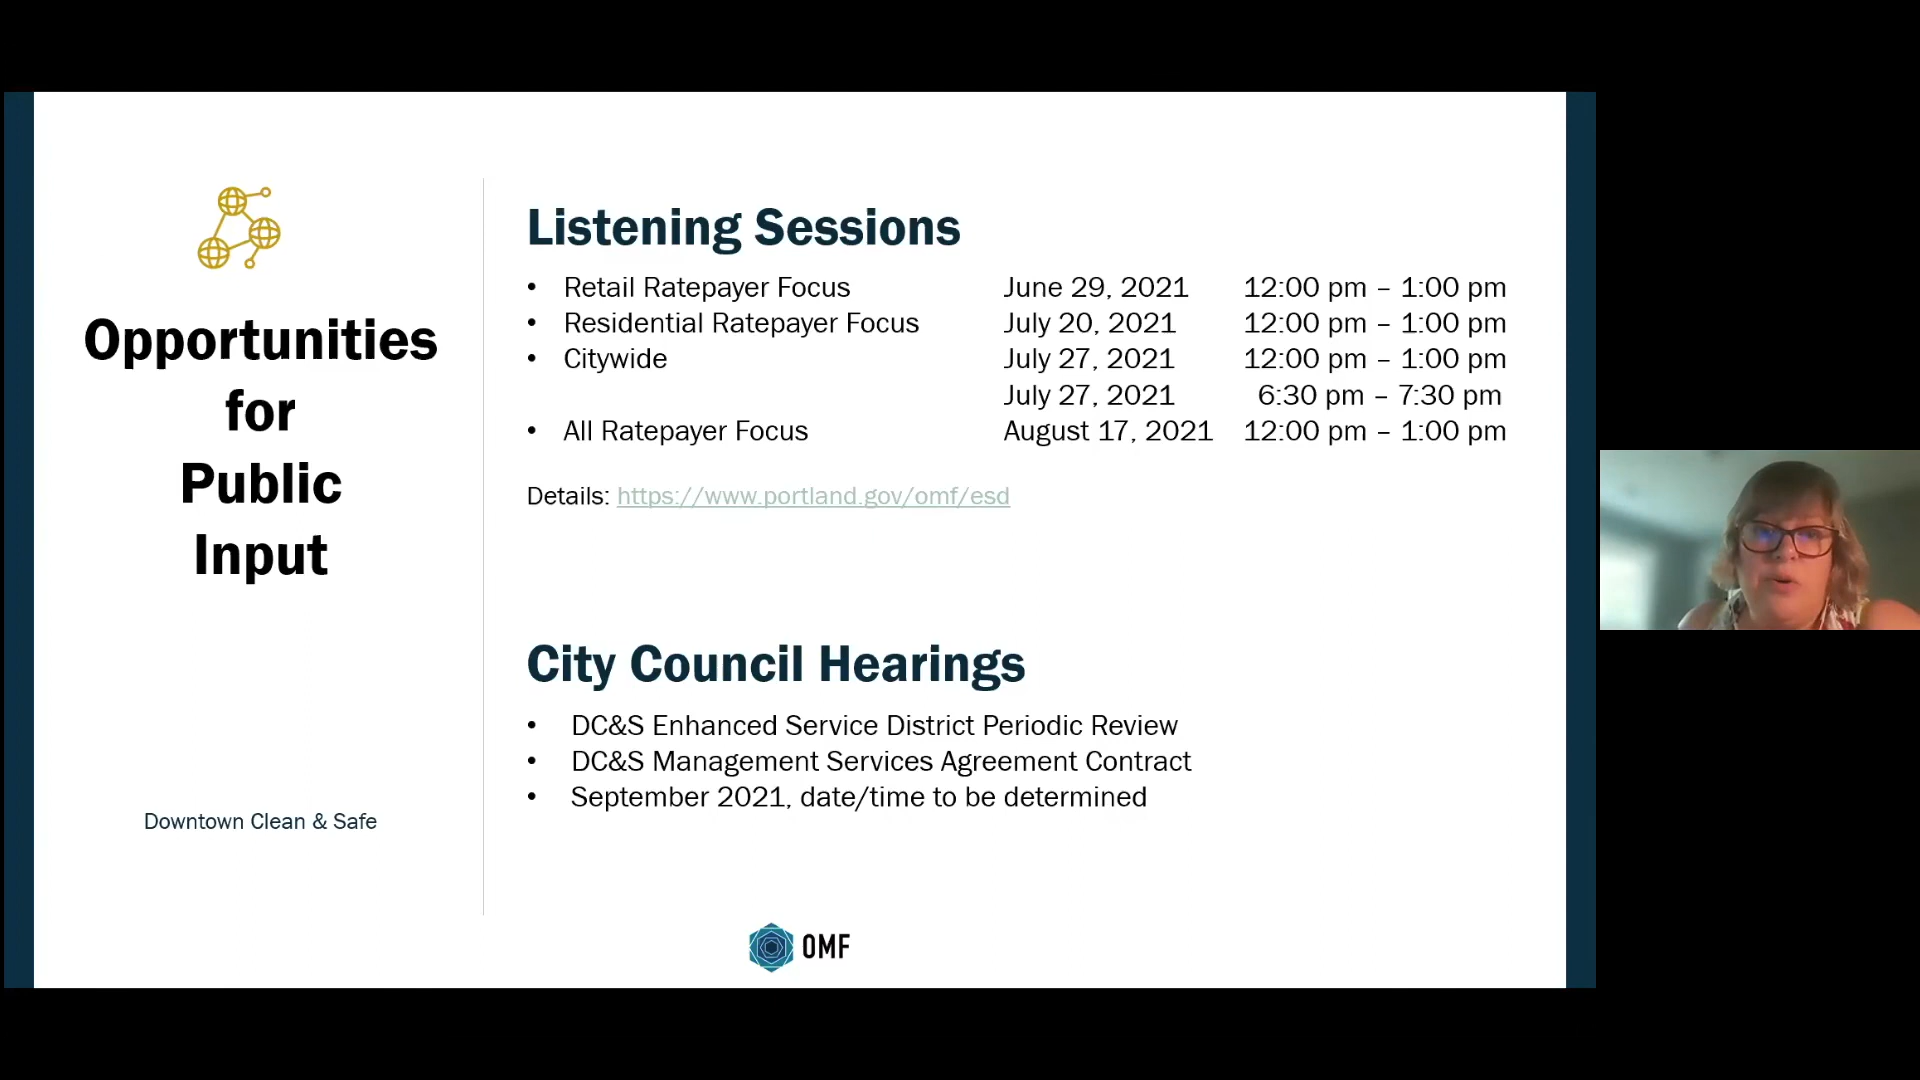 Opportunities
for
Public
Input
Downtown Clean & Safe
Listening Sessions
• Retail Ratepayer Focus June 29, 2021 12:00 pm – 1:00 pm
• Residential Ratepayer Focus July 20, 2021 12:00 pm – 1:00 pm
• Citywide July 27, 2021 12:00 pm – 1:00 pm
July 27, 2021 6:30 pm – 7:30 pm
• All Ratepayer Focus August 17, 2021 12:00 pm – 1:00 pm
Details: https://www.portland.gov/omf/esd
City Council Hearings
• DC&S Enhanced Service District Periodic Review
• DC&S Management Services Agreement Contract
• September 2021, date/time to be determined
OMF